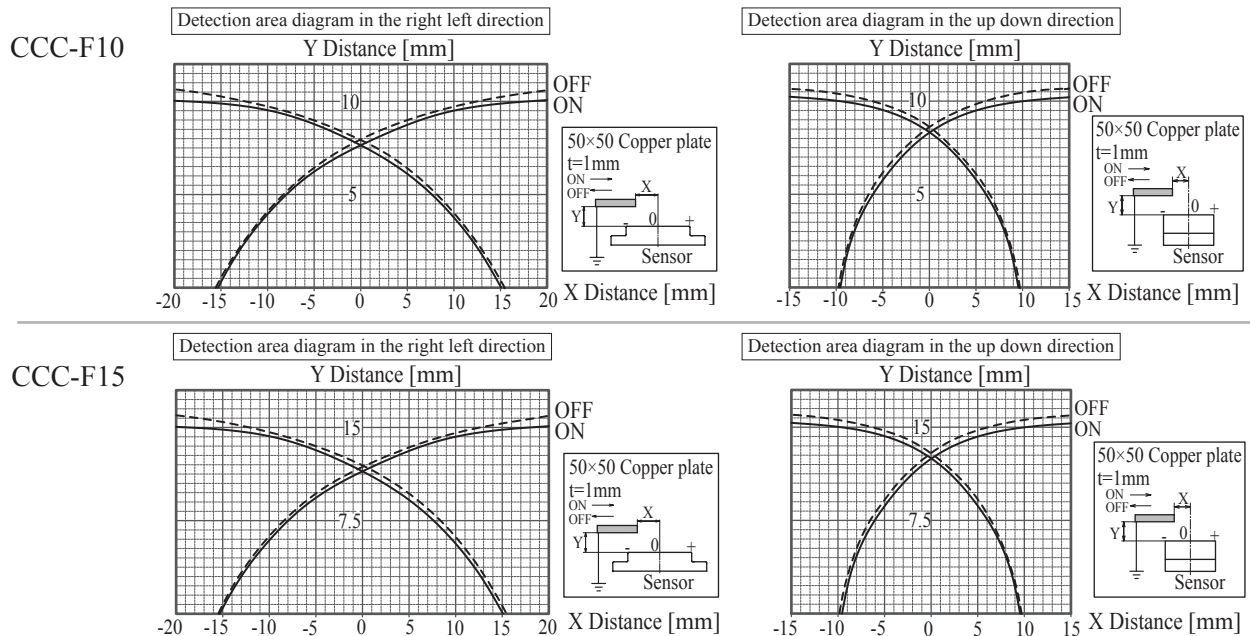 CCC-F10
Detection area diagram in the right left direction
Y Distance [mm]
10
5
OFF
ON
-20 -15 -10 -5 0 5 10 15 20
X Distance [mm]
50×50 Copper plate
t=1mm
ON
OFF
X
Y
- 0 +
Sensor
Detection area diagram in the up down direction
Y Distance [mm]
10
5
OFF
ON
-15 -10 -5 0 5 10 15
X Distance [mm]
50×50 Copper plate
t=1mm
ON
OFF
X
Y
- 0 +
Sensor
CCC-F15
Detection area diagram in the right left direction
Y Distance [mm]
15
7.5
OFF
ON
-20 -15 -10 -5 0 5 10 15 20
X Distance [mm]
50×50 Copper plate
t=1mm
ON
OFF
X
Y
- 0 +
Sensor
Detection area diagram in the up down direction
Y Distance [mm]
15
7.5
OFF
ON
-15 -10 -5 0 5 10 15
X Distance [mm]
50×50 Copper plate
t=1mm
ON
OFF
X
Y
- 0 +
Sensor